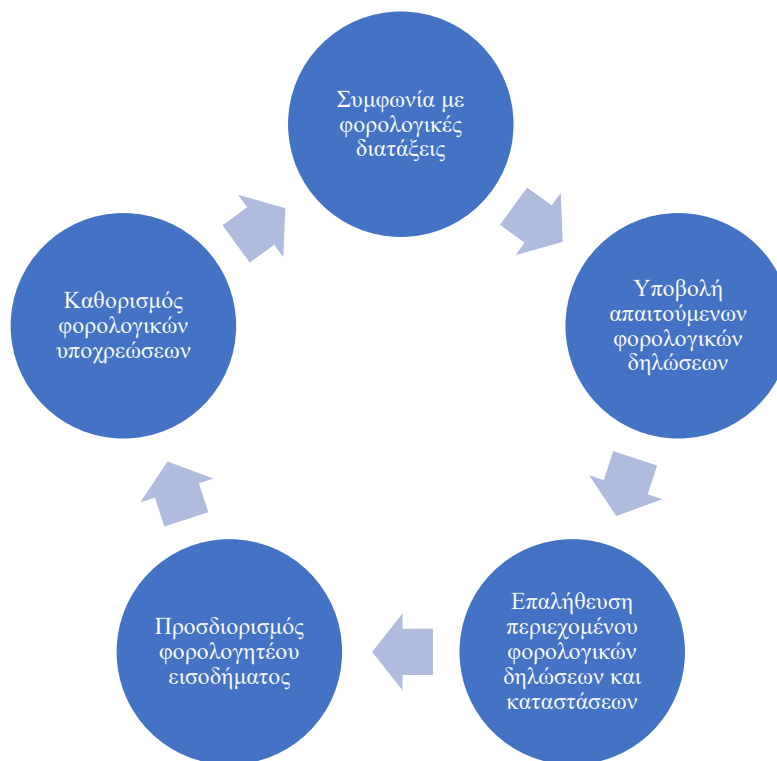 Συμφωνία με
φορολογικές
διατάξεις
Υποβολή
απαιτούμενων
φορολογικών
δηλώσεων
Επαλήθευση
περιεχομένου
φορολογικών
δηλώσεων και
καταστάσεων
Προσδιορισμός
φορολογητέου
εισοδήματος
Καθορισμός
φορολογικών
υποχρεώσεων